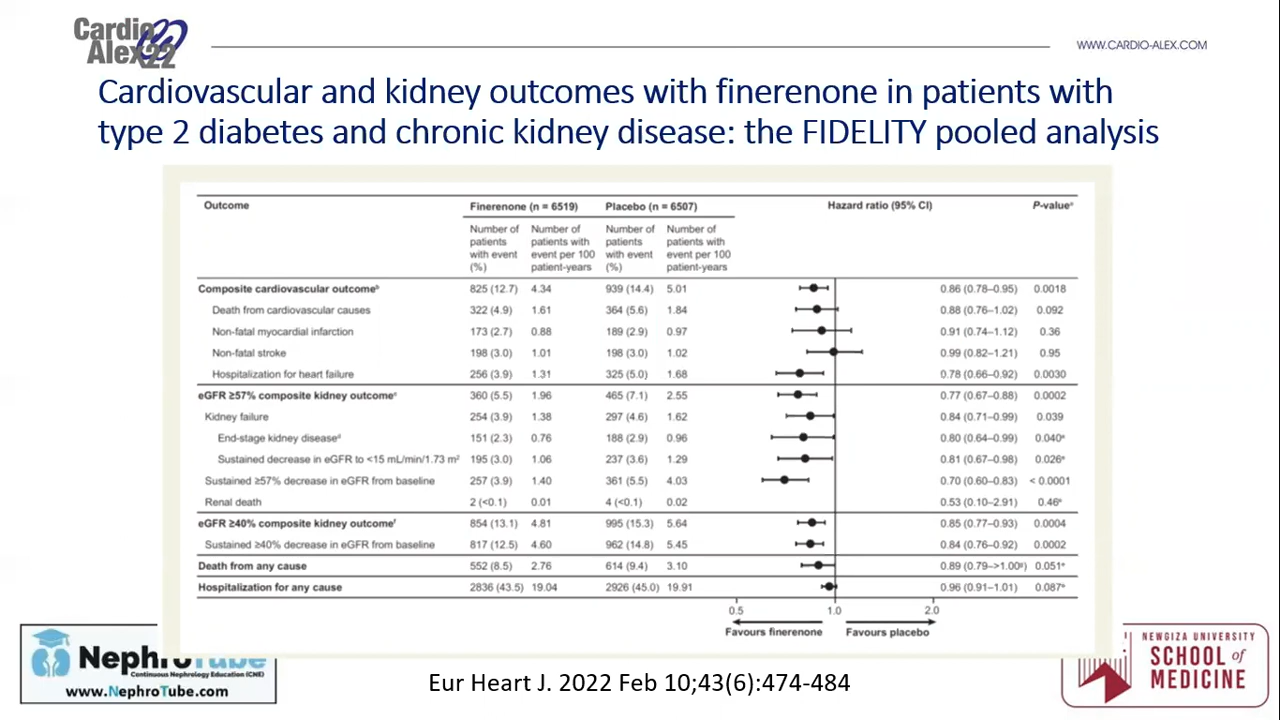 Cardio
Alex22
WWW.CARDIO-ALEX.COM
Cardiovascular and kidney outcomes with finerenone in patients with
type 2 diabetes and chronic kidney disease: the FIDELITY pooled analysis
Outcome Finerenone (n = 6519) Placebo (n = 6507) Hazard ratio (95% CI) P-valueᵃ
Number of Number of Number of Number of
patients patients with patients patients with
with event event per 100 with event event per 100
(%) patient-years (%) patient-years
Composite cardiovascular outcomeᵇ 825 (12.7) 4.34 939 (14.4) 5.01 0.86 (0.78–0.95) 0.0018
Death from cardiovascular causes 322 (4.9) 1.61 364 (5.6) 1.84 0.88 (0.76–1.02) 0.092
Non-fatal myocardial infarction 173 (2.7) 0.88 189 (2.9) 0.97 0.91 (0.74–1.12) 0.36
Non-fatal stroke 198 (3.0) 1.01 198 (3.0) 1.02 0.99 (0.82–1.21) 0.95
Hospitalization for heart failure 256 (3.9) 1.31 325 (5.0) 1.68 0.78 (0.66–0.92) 0.0030
eGFR ≥57% composite kidney outcomeᶜ 360 (5.5) 1.96 465 (7.1) 2.55 0.77 (0.67–0.88) 0.0002
Kidney failure 254 (3.9) 1.38 297 (4.6) 1.62 0.84 (0.71–0.99) 0.039
End-stage kidney diseaseᵈ 151 (2.3) 0.76 188 (2.9) 0.96 0.80 (0.64–0.99) 0.040ᵉ
Sustained decrease in eGFR to <15 mL/min/1.73 m² 195 (3.0) 1.06 237 (3.6) 1.29 0.81 (0.67–0.98) 0.026ᵉ
Sustained ≥57% decrease in eGFR from baseline 257 (3.9) 1.40 361 (5.5) 4.03 0.70 (0.60–0.83) < 0.0001
Renal death 2 (<0.1) 0.01 4 (<0.1) 0.02 0.53 (0.10–2.91) 0.46ᵉ
eGFR ≥40% composite kidney outcomeᶠ 854 (13.1) 4.81 995 (15.3) 5.64 0.85 (0.77–0.93) 0.0004
Sustained ≥40% decrease in eGFR from baseline 817 (12.5) 4.60 962 (14.8) 5.45 0.84 (0.76–0.92) 0.0002
Death from any cause 552 (8.5) 2.76 614 (9.4) 3.10 0.89 (0.79–>1.00ᵍ) 0.051ᵉ
Hospitalization for any cause 2836 (43.5) 19.04 2926 (45.0) 19.91 0.96 (0.91–1.01) 0.087ᵉ
0.5 1.0 2.0
Favours finerenone Favours placebo
NephroTube
Continuous Nephrology Education (CNE)
www.NephroTube.com
Eur Heart J. 2022 Feb 10;43(6):474-484
NEWGIZA UNIVERSITY
SCHOOL of
MEDICINE